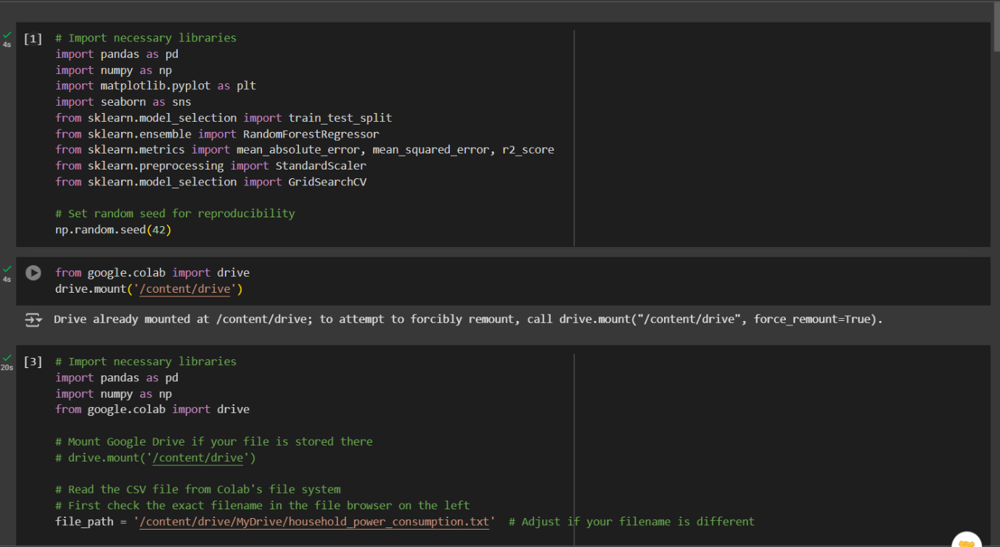 4s
[1]
# Import necessary libraries
import pandas as pd
import numpy as np
import matplotlib.pyplot as plt
import seaborn as sns
from sklearn.model_selection import train_test_split
from sklearn.ensemble import RandomForestRegressor
from sklearn.metrics import mean_absolute_error, mean_squared_error, r2_score
from sklearn.preprocessing import StandardScaler
from sklearn.model_selection import GridSearchCV
# Set random seed for reproducibility
np.random.seed(42)
4s
from google.colab import drive
drive.mount('/content/drive')
Drive already mounted at /content/drive; to attempt to forcibly remount, call drive.mount("/content/drive", force_remount=True).
20s
[3]
# Import necessary libraries
import pandas as pd
import numpy as np
from google.colab import drive
# Mount Google Drive if your file is stored there
# drive.mount('/content/drive')
# Read the CSV file from Colab's file system
# First check the exact filename in the file browser on the left
file_path = '/content/drive/MyDrive/household_power_consumption.txt'  # Adjust if your filename is different